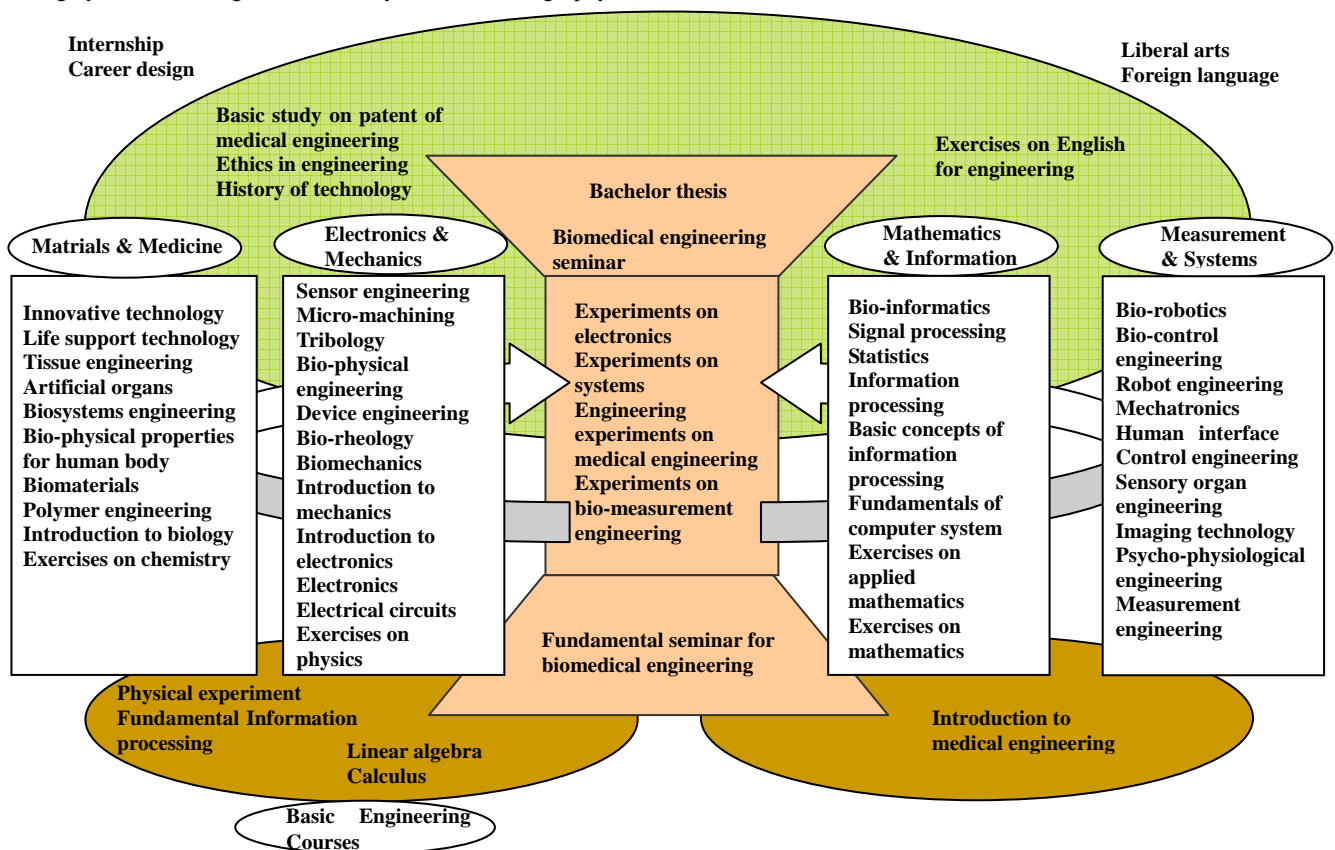 Internship
Career design
Liberal arts
Foreign language
Basic study on patent of
medical engineering
Ethics in engineering
History of technology
Exercises on English
for engineering
Bachelor thesis
Biomedical engineering
seminar
Matrials & Medicine
Innovative technology
Life support technology
Tissue engineering
Artificial organs
Biosystems engineering
Bio-physical properties
for human body
Biomaterials
Polymer engineering
Introduction to biology
Exercises on chemistry
Electronics &
Mechanics
Sensor engineering
Micro-machining
Tribology
Bio-physical
engineering
Device engineering
Bio-rheology
Biomechanics
Introduction to
mechanics
Introduction to
electronics
Electronics
Electrical circuits
Exercises on
physics
Experiments on
electronics
Experiments on
systems
Engineering
experiments on
medical engineering
Experiments on
bio-measurement
engineering
Mathematics
& Information
Bio-informatics
Signal processing
Statistics
Information
processing
Basic concepts of
information
processing
Fundamentals of
computer system
Exercises on
applied
mathematics
Exercises on
mathematics
Measurement
& Systems
Bio-robotics
Bio-control
engineering
Robot engineering
Mechatronics
Human interface
Control engineering
Sensory organ
engineering
Imaging technology
Psycho-physiological
engineering
Measurement
engineering
Fundamental seminar for
biomedical engineering
Physical experiment
Fundamental Information
processing
Linear algebra
Calculus
Introduction to
medical engineering
Basic Engineering
Courses